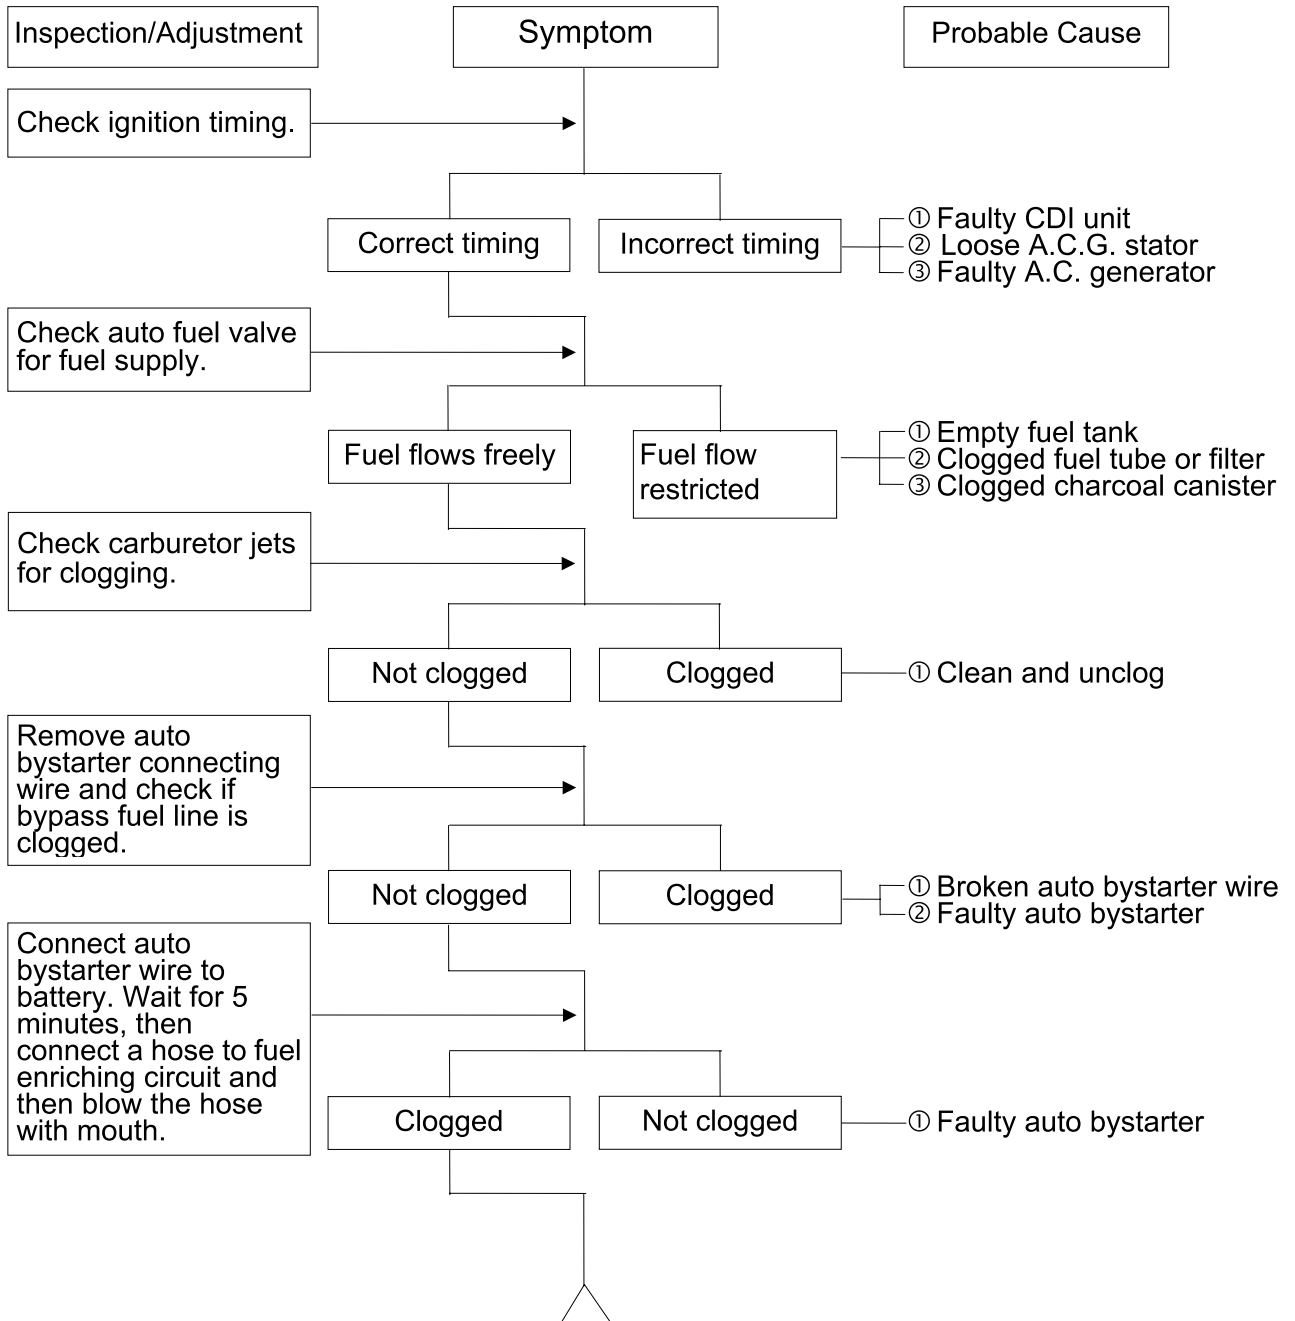 Inspection/Adjustment
Symptom
Probable Cause
Check ignition timing.
Correct timing
Incorrect timing
① Faulty CDI unit
② Loose A.C.G. stator
③ Faulty A.C. generator
Check auto fuel valve
for fuel supply.
Fuel flows freely
Fuel flow
restricted
① Empty fuel tank
② Clogged fuel tube or filter
③ Clogged charcoal canister
Check carburetor jets
for clogging.
Not clogged
Clogged
① Clean and unclog
Remove auto
bystarter connecting
wire and check if
bypass fuel line is
clogged.
Not clogged
Clogged
① Broken auto bystarter wire
② Faulty auto bystarter
Connect auto
bystarter wire to
battery. Wait for 5
minutes, then
connect a hose to fuel
enriching circuit and
then blow the hose
with mouth.
Clogged
Not clogged
① Faulty auto bystarter